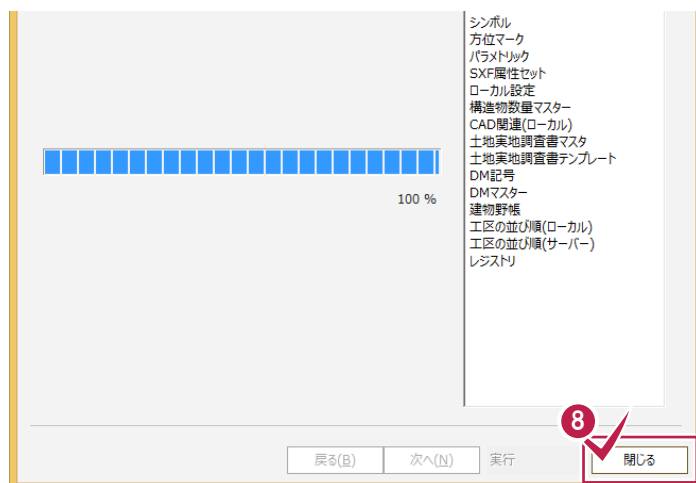 シンボル
方位マーク
パラメトリック
SXF属性セット
ローカル設定
構造物数量マスター
CAD関連(ローカル)
土地実地調査書マスタ
土地実地調査書テンプレート
DM記号
DMマスター
建物野帳
工区の並び順(ローカル)
工区の並び順(サーバー)
レジストリ
100 %
8
戻る(B) 次へ(N) 実行 閉じる